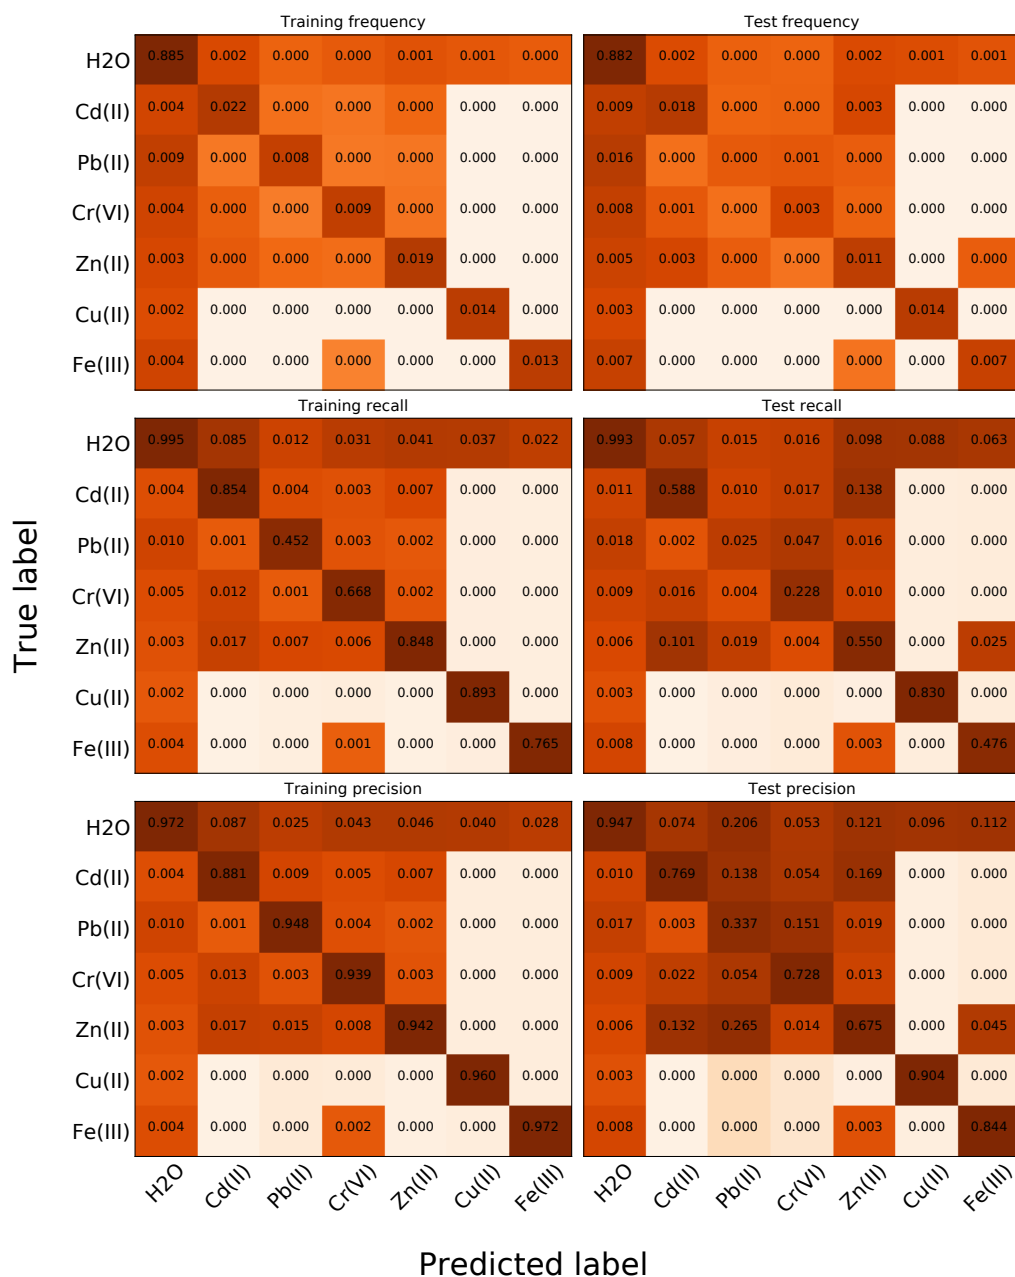 Training frequency Test frequency
H2O 0.885 0.002 0.000 0.000 0.001 0.001 0.000 0.882 0.002 0.000 0.000 0.002 0.001 0.001
Cd(II) 0.004 0.022 0.000 0.000 0.000 0.000 0.000 0.009 0.018 0.000 0.000 0.003 0.000 0.000
Pb(II) 0.009 0.000 0.008 0.000 0.000 0.000 0.000 0.016 0.000 0.000 0.001 0.000 0.000 0.000
Cr(VI) 0.004 0.000 0.000 0.009 0.000 0.000 0.000 0.008 0.001 0.000 0.003 0.000 0.000 0.000
Zn(II) 0.003 0.000 0.000 0.000 0.019 0.000 0.000 0.005 0.003 0.000 0.000 0.011 0.000 0.000
Cu(II) 0.002 0.000 0.000 0.000 0.000 0.014 0.000 0.003 0.000 0.000 0.000 0.000 0.014 0.000
Fe(III) 0.004 0.000 0.000 0.000 0.000 0.000 0.013 0.007 0.000 0.000 0.000 0.000 0.000 0.007
Training recall Test recall
H2O 0.995 0.085 0.012 0.031 0.041 0.037 0.022 0.993 0.057 0.015 0.016 0.098 0.088 0.063
Cd(II) 0.004 0.854 0.004 0.003 0.007 0.000 0.000 0.011 0.588 0.010 0.017 0.138 0.000 0.000
Pb(II) 0.010 0.001 0.452 0.003 0.002 0.000 0.000 0.018 0.002 0.025 0.047 0.016 0.000 0.000
Cr(VI) 0.005 0.012 0.001 0.668 0.002 0.000 0.000 0.009 0.016 0.004 0.228 0.010 0.000 0.000
Zn(II) 0.003 0.017 0.007 0.006 0.848 0.000 0.000 0.006 0.101 0.019 0.004 0.550 0.000 0.025
Cu(II) 0.002 0.000 0.000 0.000 0.000 0.893 0.000 0.003 0.000 0.000 0.000 0.000 0.830 0.000
Fe(III) 0.004 0.000 0.000 0.001 0.000 0.000 0.765 0.008 0.000 0.000 0.000 0.003 0.000 0.476
True label
Training precision Test precision
H2O 0.972 0.087 0.025 0.043 0.046 0.040 0.028 0.947 0.074 0.206 0.053 0.121 0.096 0.112
Cd(II) 0.004 0.881 0.009 0.005 0.007 0.000 0.000 0.010 0.769 0.138 0.054 0.169 0.000 0.000
Pb(II) 0.010 0.001 0.948 0.004 0.002 0.000 0.000 0.017 0.003 0.337 0.151 0.019 0.000 0.000
Cr(VI) 0.005 0.013 0.003 0.939 0.003 0.000 0.000 0.009 0.022 0.054 0.728 0.013 0.000 0.000
Zn(II) 0.003 0.017 0.015 0.008 0.942 0.000 0.000 0.006 0.132 0.265 0.014 0.675 0.000 0.045
Cu(II) 0.002 0.000 0.000 0.000 0.000 0.960 0.000 0.003 0.000 0.000 0.000 0.000 0.904 0.000
Fe(III) 0.004 0.000 0.000 0.002 0.000 0.000 0.972 0.008 0.000 0.000 0.000 0.003 0.000 0.844
H2O Cd(II) Pb(II) Cr(VI) Zn(II) Cu(II) Fe(III) H2O Cd(II) Pb(II) Cr(VI) Zn(II) Cu(II) Fe(III)
Predicted label